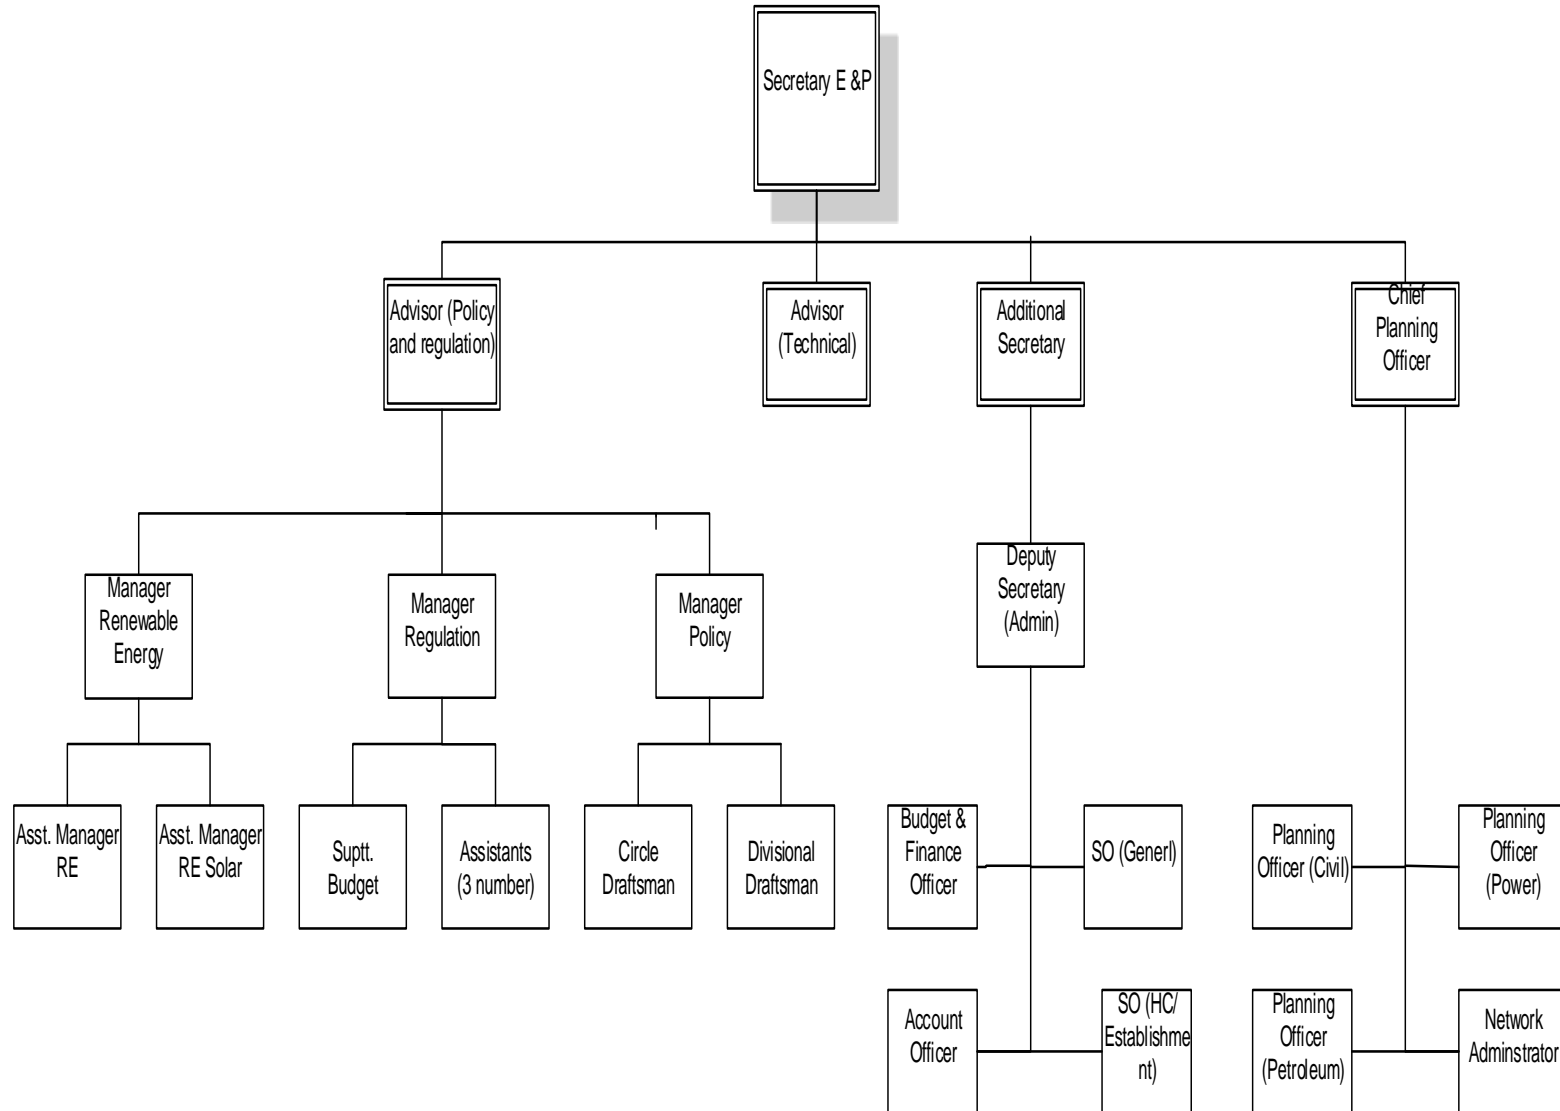 Secretary E &P
Advisor (Policy
and regulation)
Advisor
(Technical)
Additional
Secretary
Chief
Planning
Officer
Deputy
Secretary
(Admin)
Manager
Renewable
Energy
Manager
Regulation
Manager
Policy
Asst. Manager
RE
Asst. Manager
RE Solar
Suptt.
Budget
Assistants
(3 number)
Circle
Draftsman
Divisional
Draftsman
Budget &
Finance
Officer
SO (Generl)
Planning
Officer (Civil)
Planning
Officer
(Power)
Account
Officer
SO (HC/
Establishme
nt)
Planning
Officer
(Petroleum)
Network
Adminstrator